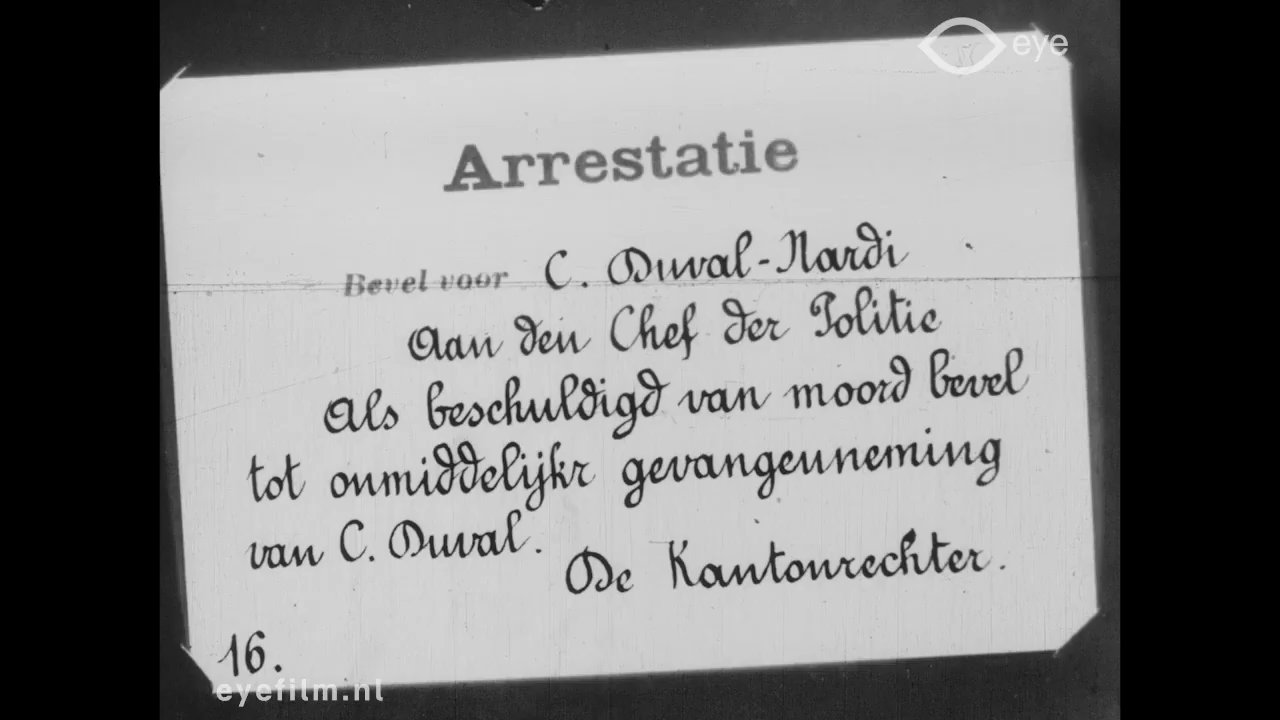 eye
Arrestatie
Bevel voor C. Duval-Nardi
Aan den Chef der Politie
Als beschuldigd van moord bevel
tot onmiddelijke gevangenneming
van C. Duval.
De Kantonrechter.
16.
eyefilm.nl